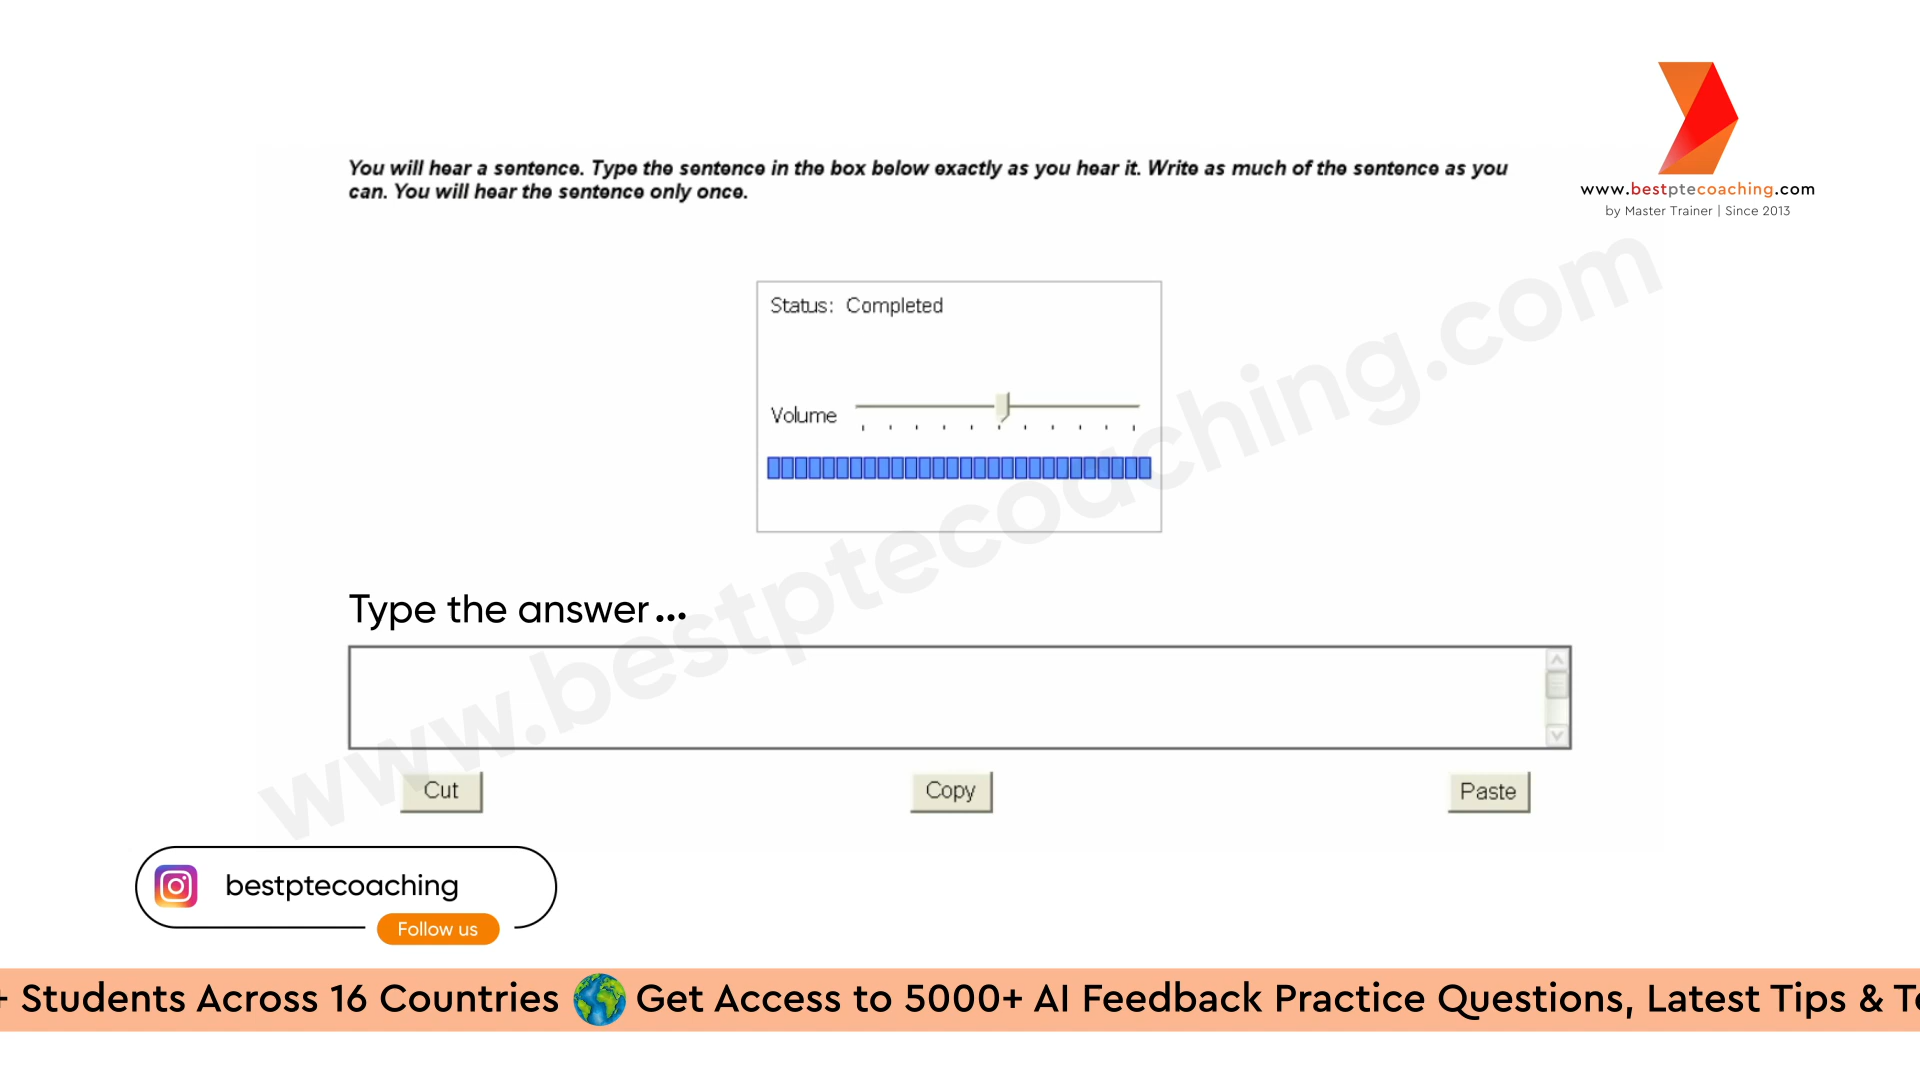 You will hear a sentence. Type the sentence in the box below exactly as you hear it. Write as much of the sentence as you
can. You will hear the sentence only once.
www.bestptecoaching.com
by Master Trainer | Since 2013
Status: Completed
Volume
www.bestptecoaching.com
Type the answer...
Cut
Copy
Paste
bestptecoaching
Follow us
+ Students Across 16 Countries Get Access to 5000+ AI Feedback Practice Questions, Latest Tips &